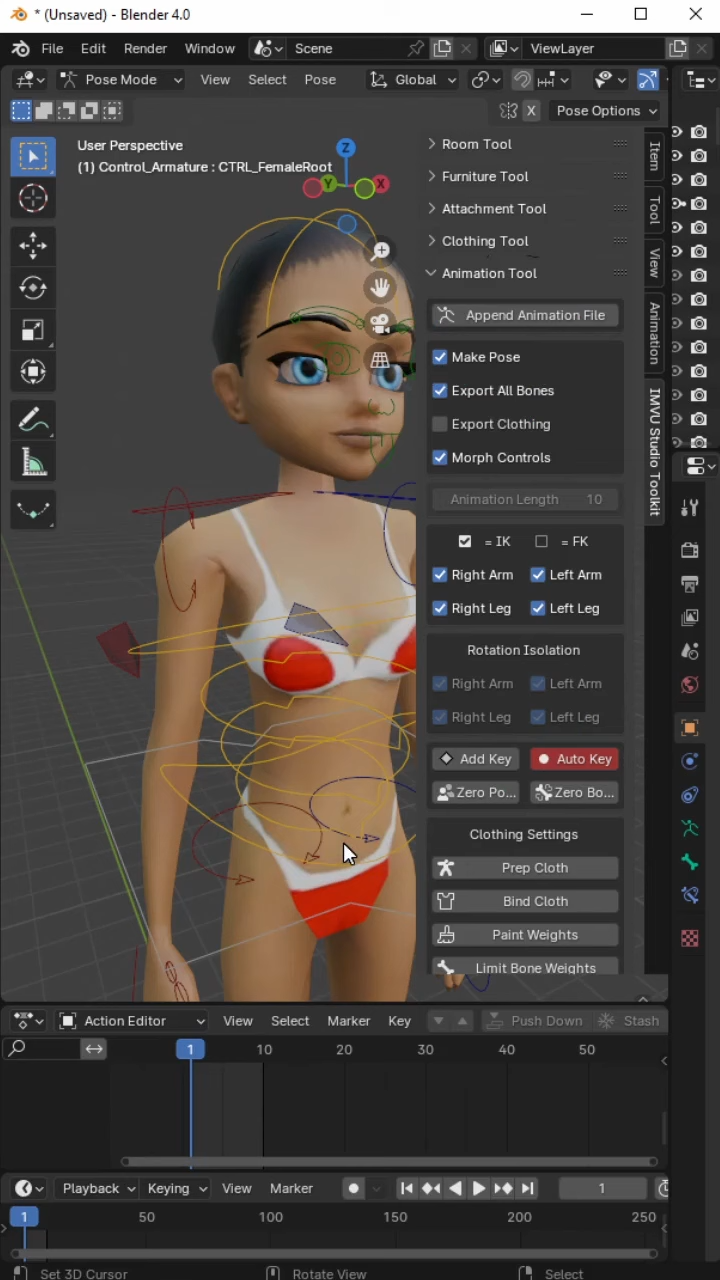 * (Unsaved) - Blender 4.0
File Edit Render Window Scene ViewLayer
Pose Mode View Select Pose Global
X Pose Options
User Perspective
(1) Control_Armature : CTRL_FemaleRoot
Z
Y X
Room Tool
Furniture Tool
Attachment Tool
Clothing Tool
Animation Tool
Append Animation File
Make Pose
Export All Bones
Export Clothing
Morph Controls
Animation Length 10
= IK = FK
Right Arm Left Arm
Right Leg Left Leg
Rotation Isolation
Right Arm Left Arm
Right Leg Left Leg
Add Key Auto Key
Zero Po... Zero Bo...
Clothing Settings
Prep Cloth
Bind Cloth
Paint Weights
Limit Bone Weights
Item
Tool
View
Animation
IMVU Studio Toolkit
Action Editor View Select Marker Key Push Down Stash
1 10 20 30 40 50
Playback Keying View Marker 1
1 50 100 150 200 250
Set 3D Cursor Rotate View Select